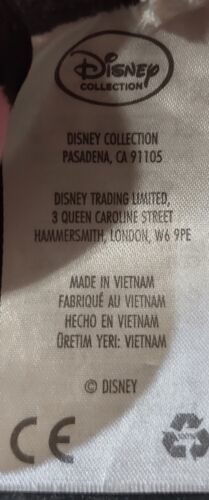 Disney
COLLECTION
DISNEY COLLECTION
PASADENA, CA 91105
DISNEY TRADING LIMITED,
3 QUEEN CAROLINE STREET
HAMMERSMITH, LONDON, W6 9PE
MADE IN VIETNAM
FABRIQUÉ AU VIETNAM
HECHO EN VIETNAM
ÜRETIM YERI: VIETNAM
© DISNEY
CE
100%